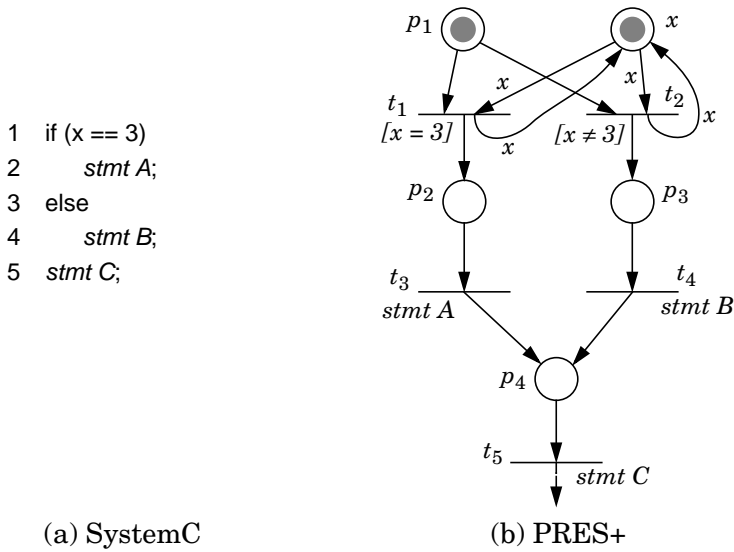 1 if (x == 3)
2 stmt A;
3 else
4 stmt B;
5 stmt C;
(a) SystemC
p1 x
x x
t1 t2
[x = 3] x [x ≠ 3] x
p2 p3
t3 t4
stmt A stmt B
p4
t5
stmt C
(b) PRES+